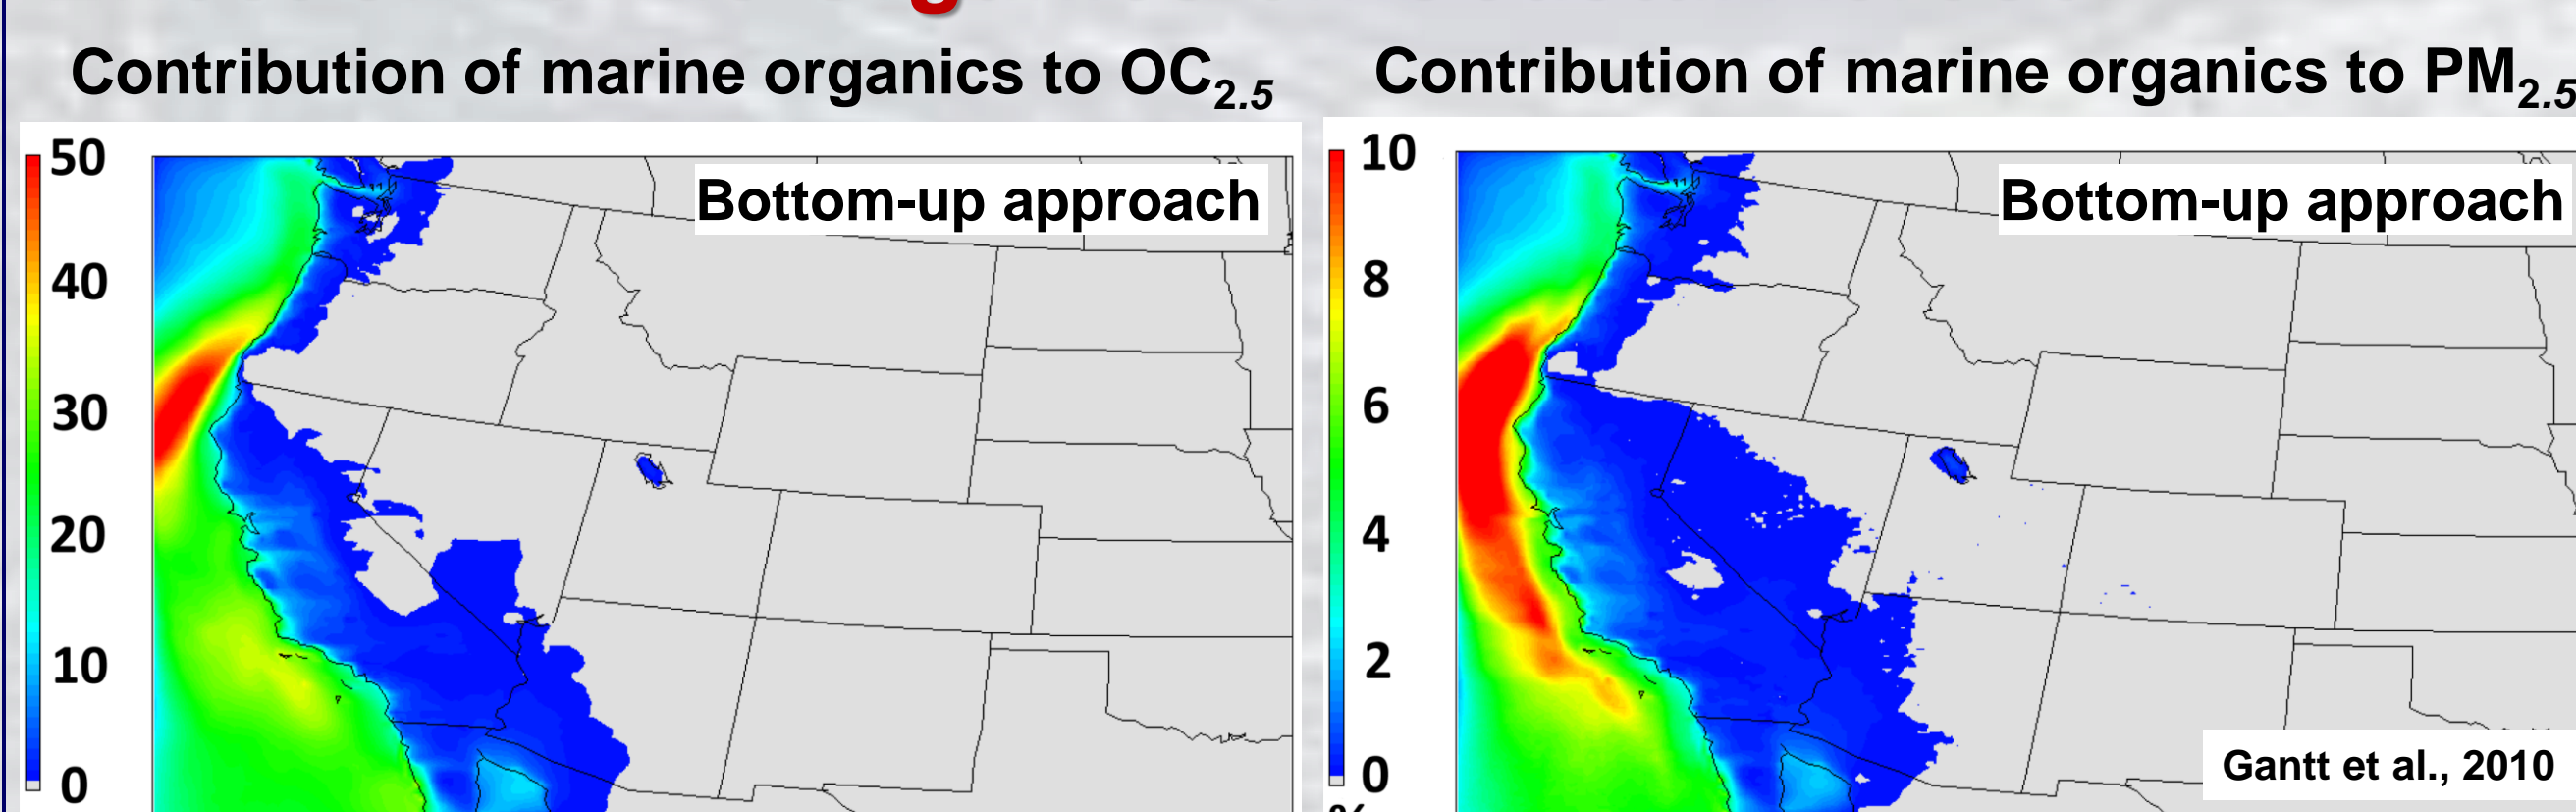 Contribution of marine organics to OC2.5
Contribution of marine organics to PM2.5
50
40
30
20
10
0
Bottom-up approach
10
8
6
4
2
0
%
Bottom-up approach
Gantt et al., 2010